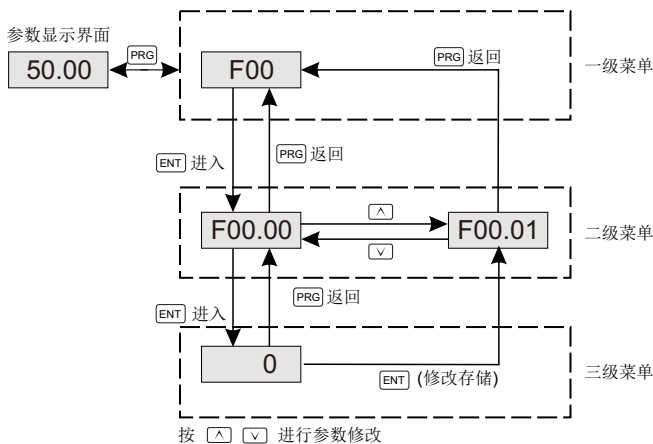 参数显示界面
50.00
PRG
F00
PRG 返回
一级菜单
ENT 进入
PRG 返回
F00.00
∧
∨
F00.01
二级菜单
ENT 进入
PRG 返回
0
ENT (修改存储)
三级菜单
按 ∧ ∨ 进行参数修改